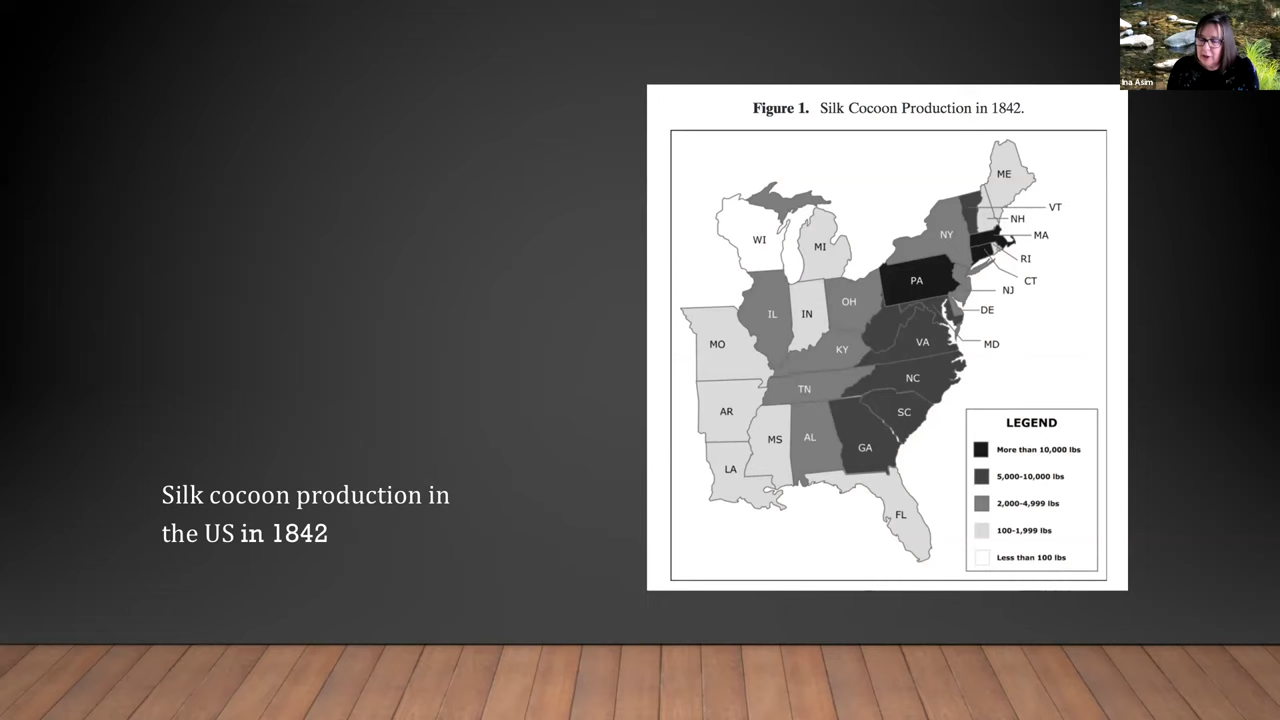 Ina Asim
Figure 1. Silk Cocoon Production in 1842.
ME
VT
NH
NY
MA
WI
MI
RI
PA
CT
NJ
OH
DE
IL
IN
VA
MD
MO
KY
NC
TN
AR
SC
MS
AL
GA
LA
FL
LEGEND
More than 10,000 lbs
5,000-10,000 lbs
2,000-4,999 lbs
100-1,999 lbs
Less than 100 lbs
Silk cocoon production in
the US in 1842